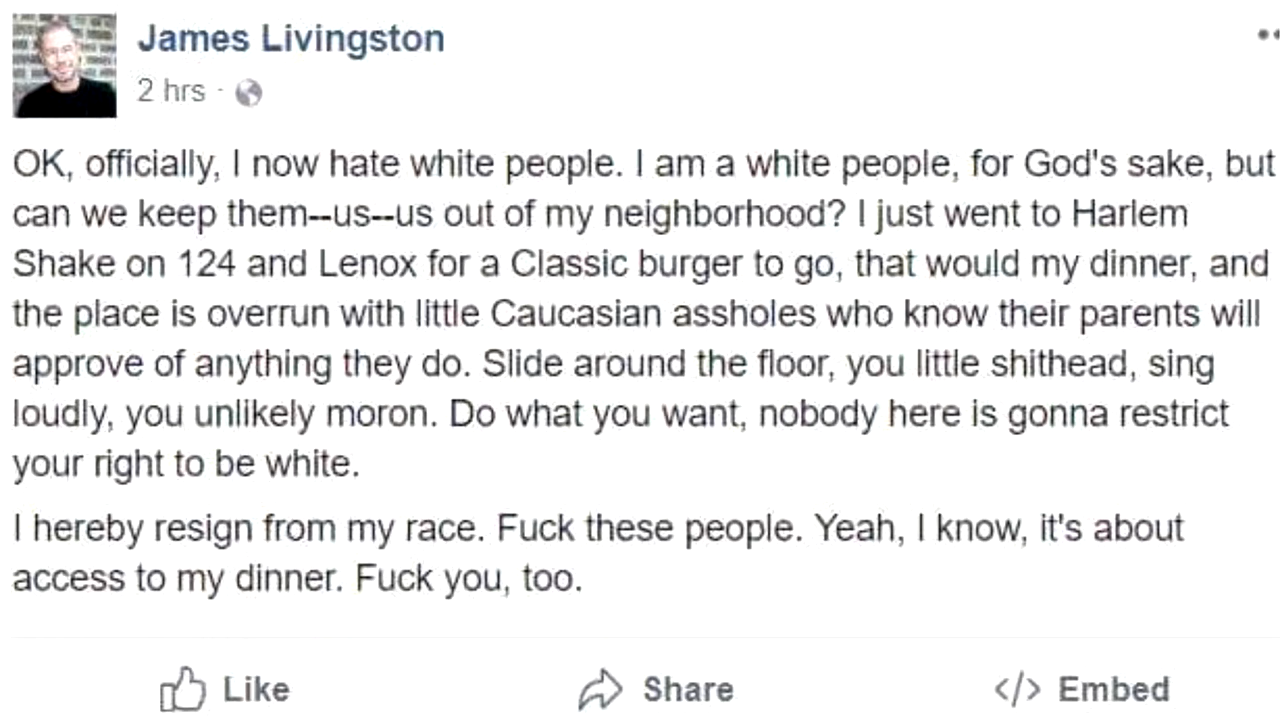 James Livingston
2 hrs ·
OK, officially, I now hate white people. I am a white people, for God's sake, but
can we keep them--us--us out of my neighborhood? I just went to Harlem
Shake on 124 and Lenox for a Classic burger to go, that would my dinner, and
the place is overrun with little Caucasian assholes who know their parents will
approve of anything they do. Slide around the floor, you little shithead, sing
loudly, you unlikely moron. Do what you want, nobody here is gonna restrict
your right to be white.
I hereby resign from my race. Fuck these people. Yeah, I know, it's about
access to my dinner. Fuck you, too.
Like
Share
</> Embed